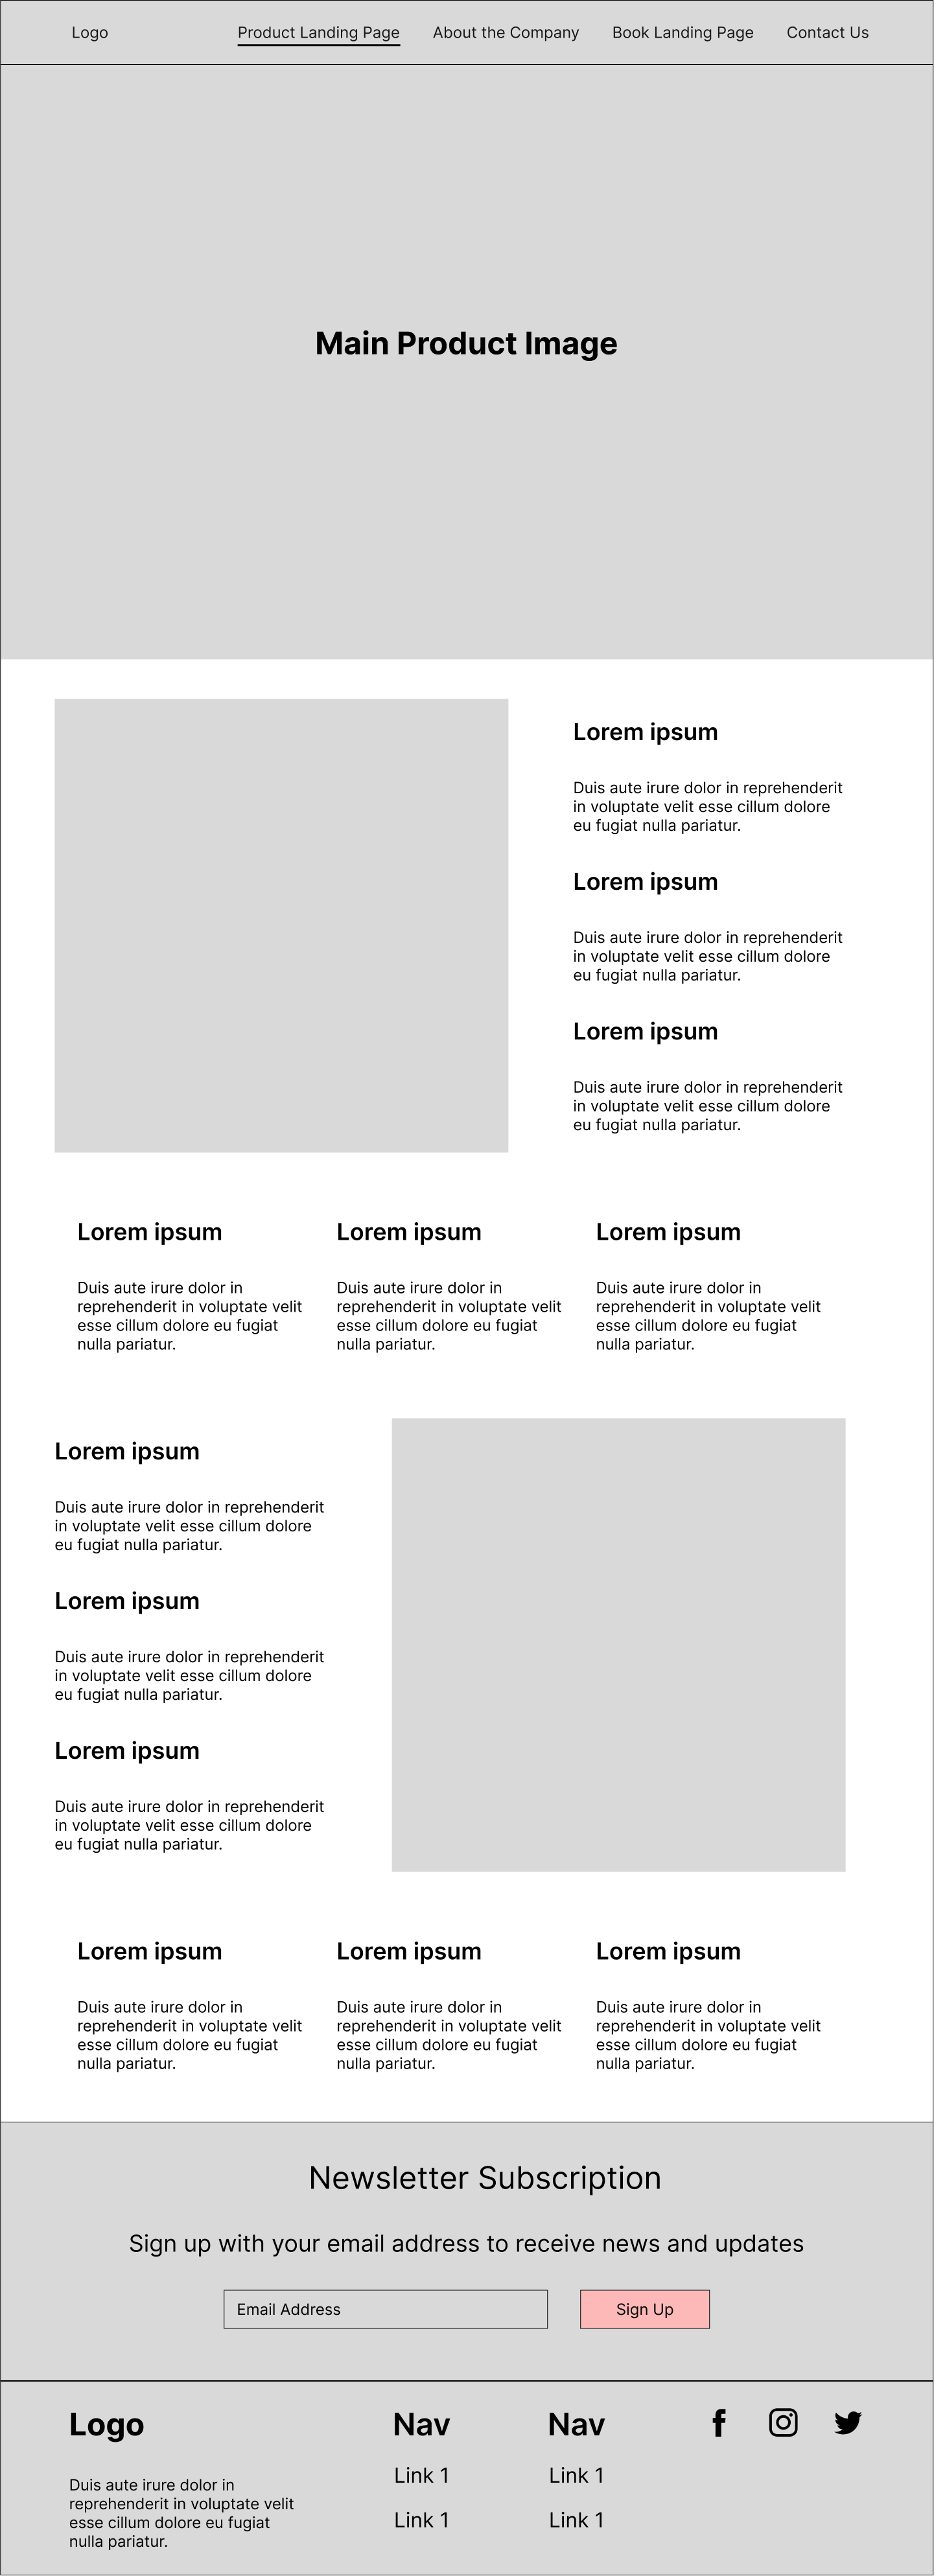 Logo
Product Landing Page
About the Company
Book Landing Page
Contact Us
Main Product Image
Lorem ipsum
Duis aute irure dolor in reprehenderit
in voluptate velit esse cillum dolore
eu fugiat nulla pariatur.
Lorem ipsum
Duis aute irure dolor in reprehenderit
in voluptate velit esse cillum dolore
eu fugiat nulla pariatur.
Lorem ipsum
Duis aute irure dolor in reprehenderit
in voluptate velit esse cillum dolore
eu fugiat nulla pariatur.
Lorem ipsum
Duis aute irure dolor in
reprehenderit in voluptate velit
esse cillum dolore eu fugiat
nulla pariatur.
Lorem ipsum
Duis aute irure dolor in
reprehenderit in voluptate velit
esse cillum dolore eu fugiat
nulla pariatur.
Lorem ipsum
Duis aute irure dolor in
reprehenderit in voluptate velit
esse cillum dolore eu fugiat
nulla pariatur.
Lorem ipsum
Duis aute irure dolor in reprehenderit
in voluptate velit esse cillum dolore
eu fugiat nulla pariatur.
Lorem ipsum
Duis aute irure dolor in reprehenderit
in voluptate velit esse cillum dolore
eu fugiat nulla pariatur.
Lorem ipsum
Duis aute irure dolor in reprehenderit
in voluptate velit esse cillum dolore
eu fugiat nulla pariatur.
Lorem ipsum
Duis aute irure dolor in
reprehenderit in voluptate velit
esse cillum dolore eu fugiat
nulla pariatur.
Lorem ipsum
Duis aute irure dolor in
reprehenderit in voluptate velit
esse cillum dolore eu fugiat
nulla pariatur.
Lorem ipsum
Duis aute irure dolor in
reprehenderit in voluptate velit
esse cillum dolore eu fugiat
nulla pariatur.
Newsletter Subscription
Sign up with your email address to receive news and updates
Email Address
Sign Up
Logo
Duis aute irure dolor in
reprehenderit in voluptate velit
esse cillum dolore eu fugiat
nulla pariatur.
Nav
Link 1
Link 1
Nav
Link 1
Link 1